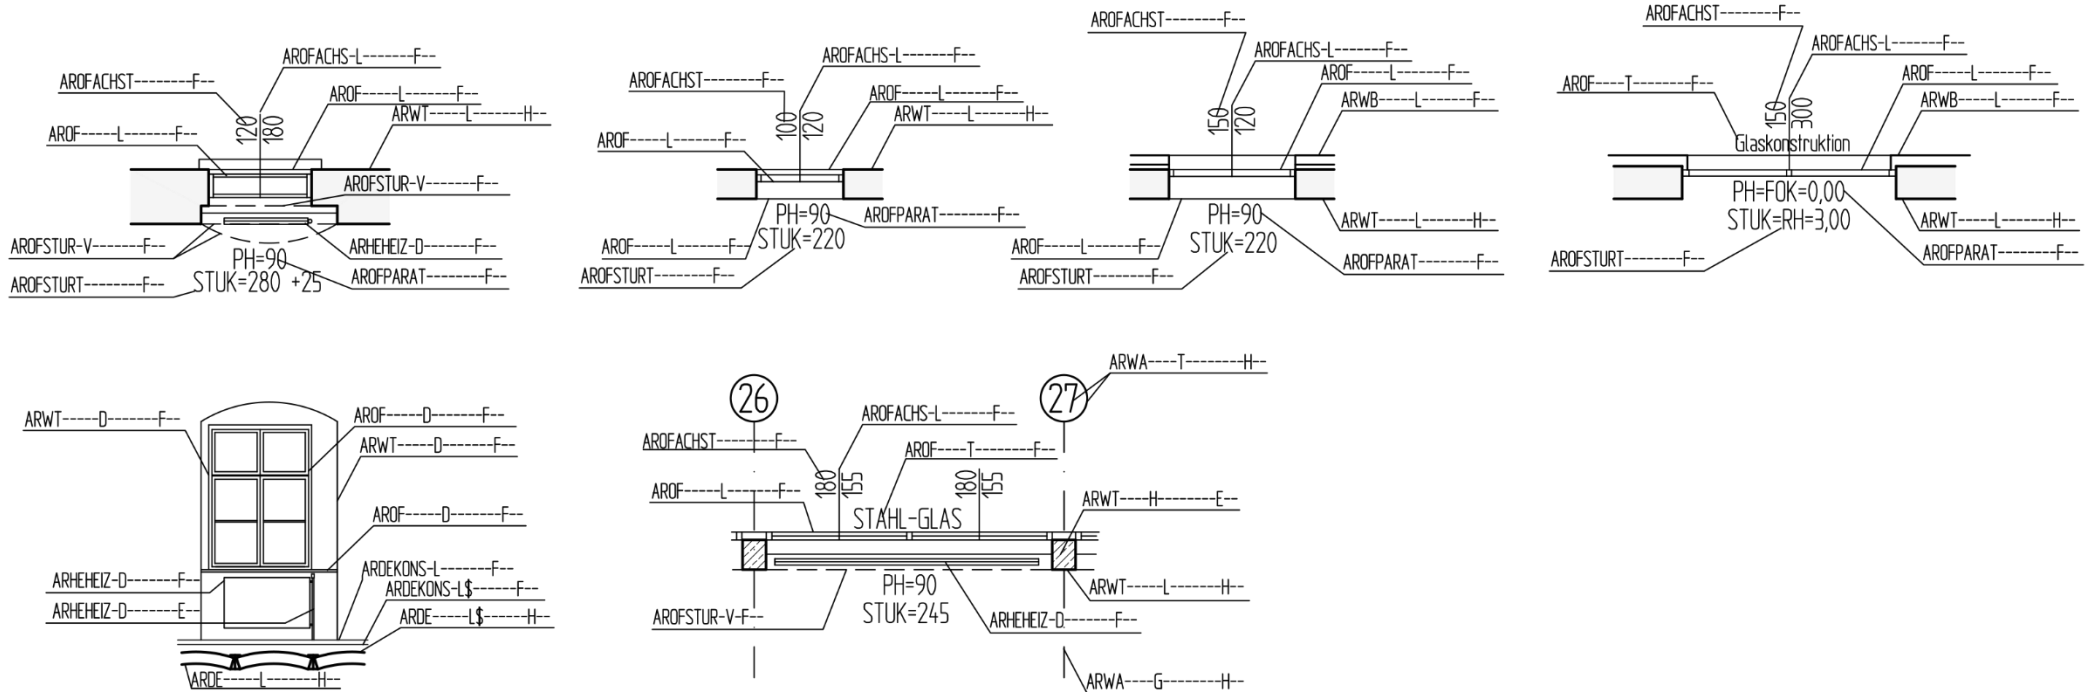 AROFACHS-L-------F--
AROFACHST-------F--
AROF----L-------F--
ARWT-----L-------H--
120
180
AROF-----L-------F--
AROFSTUR-V-------F--
AROFSTUR-V-------F--
ARHEHEIZ-D-------F--
PH=90
STUK=280 +25
AROFSTURT--------F--
AROFPARAT--------F--
AROFACHS-L-------F--
AROFACHST-------F--
AROF----L-------F--
ARWT-----L-------H--
100
120
AROF-----L-------F--
PH=90
STUK=220
AROFPARAT--------F--
AROF-----L-------F--
AROFSTURT--------F--
AROFACHST--------F--
AROFACHS-L-------F--
AROF-----L-------F--
ARWB-----L-------F--
150
120
PH=90
STUK=220
ARWT-----L-------H--
AROF-----L-------F--
AROFPARAT--------F--
AROFSTURT--------F--
AROFACHST--------F--
AROFACHS-L-------F--
AROF----T--------F--
AROF-----L-------F--
ARWB-----L-------F--
150
300
Glaskonstruktion
PH=FOK=0,00
STUK=RH=3,00
ARWT-----L-------H--
AROFSTURT--------F--
AROFPARAT--------F--
ARWT-----D-------F--
AROF-----D-------F--
ARWT-----D-------F--
AROF-----D-------F--
ARHEHEIZ-D-------F--
ARHEHEIZ-D-------E--
ARDEKONS-L-------F--
ARDEKONS-L$------F--
ARDE-----L$------H--
ARDE-----L-------H--
ARWA----T--------H--
26
27
AROFACHS-L-------F--
AROFACHST--------F--
AROF----T--------F--
180
155
180
155
AROF-----L-------F--
ARWT----H--------E--
STAHL-GLAS
PH=90
STUK=245
ARWT-----L-------H--
AROFSTUR-V-F--
ARHEHEIZ-D-------F--
ARWA----G--------H--